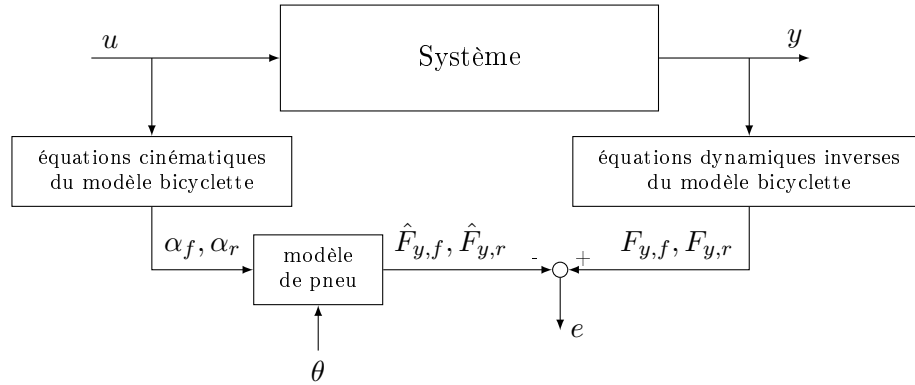 u
Système
y
équations cinématiques
du modèle bicyclette
équations dynamiques inverses
du modèle bicyclette
α_f, α_r
modèle
de pneu
F̂_{y,f}, F̂_{y,r}
-
+
F_{y,f}, F_{y,r}
e
θ